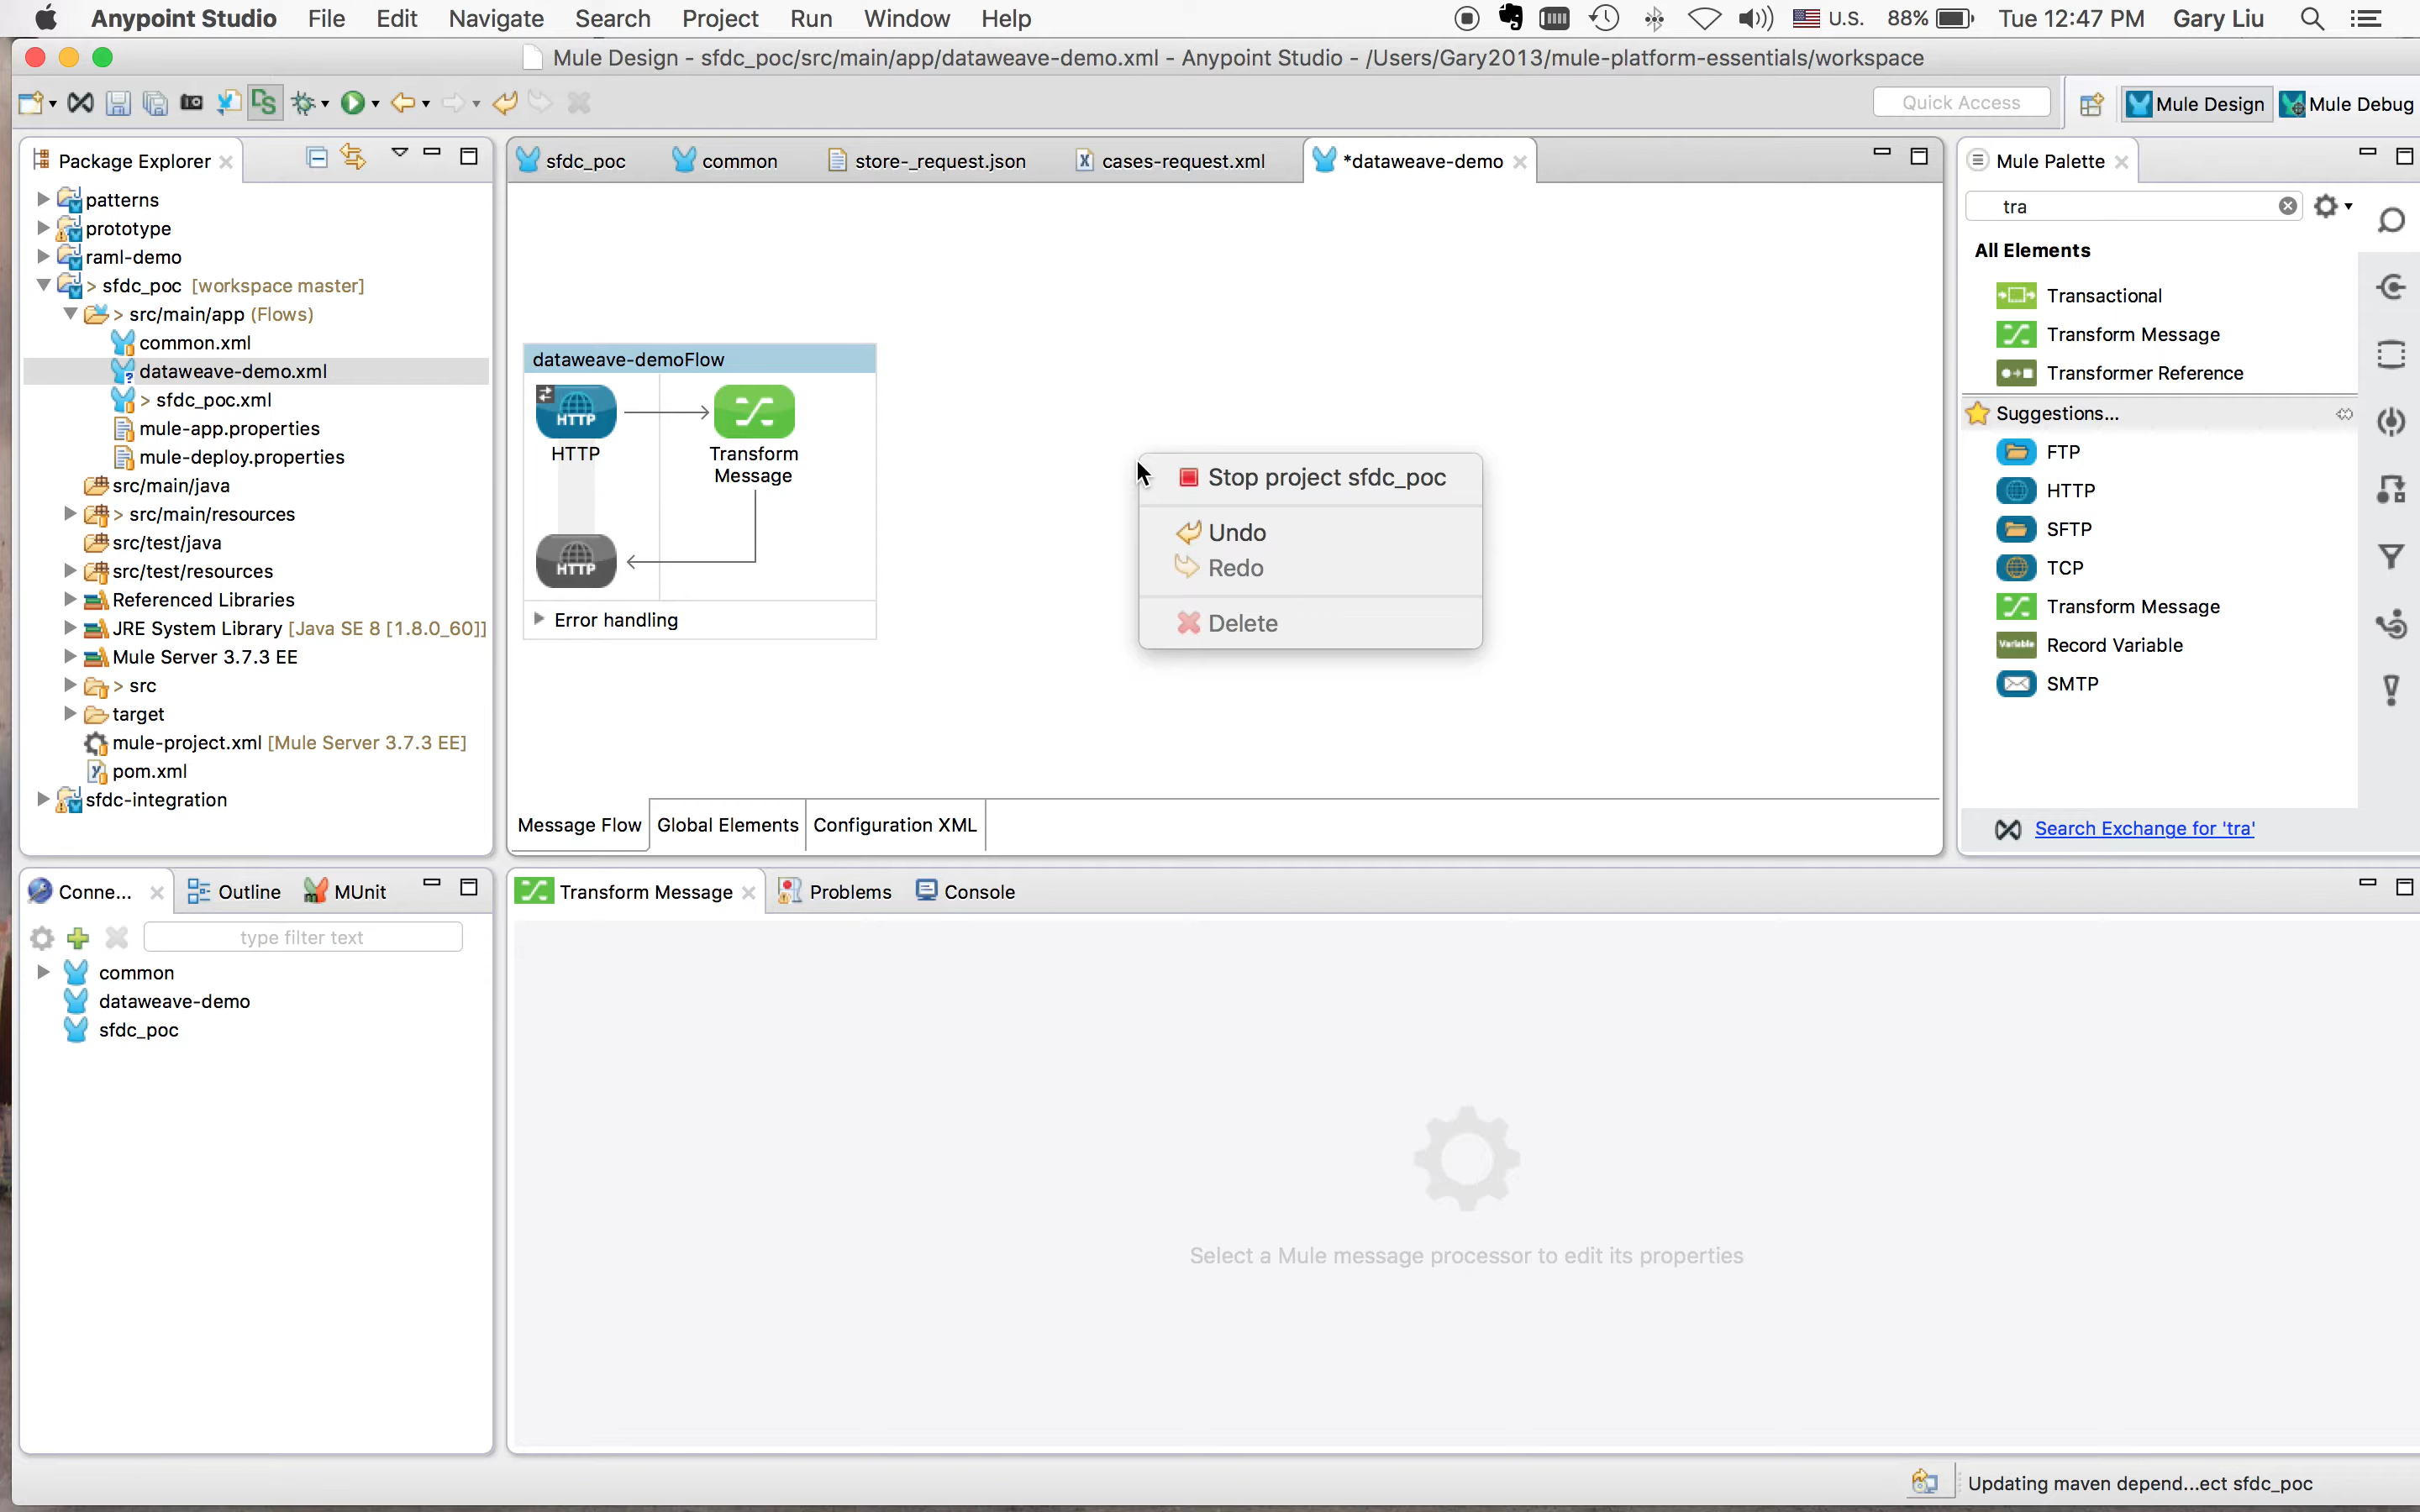 Anypoint Studio File Edit Navigate Search Project Run Window Help U.S. 88% Tue 12:47 PM Gary Liu
Mule Design - sfdc_poc/src/main/app/dataweave-demo.xml - Anypoint Studio - /Users/Gary2013/mule-platform-essentials/workspace
Quick Access Mule Design Mule Debug
Package Explorer
patterns
prototype
raml-demo
> sfdc_poc [workspace master]
> src/main/app (Flows)
common.xml
dataweave-demo.xml
> sfdc_poc.xml
mule-app.properties
mule-deploy.properties
src/main/java
> src/main/resources
src/test/java
src/test/resources
Referenced Libraries
JRE System Library [Java SE 8 [1.8.0_60]]
Mule Server 3.7.3 EE
> src
target
mule-project.xml [Mule Server 3.7.3 EE]
pom.xml
sfdc-integration
sfdc_poc common store-_request.json cases-request.xml *dataweave-demo
dataweave-demoFlow
HTTP
HTTP
Transform
Message
HTTP
Error handling
Stop project sfdc_poc
Undo
Redo
Delete
Message Flow Global Elements Configuration XML
Mule Palette
tra
All Elements
Transactional
Transform Message
Transformer Reference
Suggestions...
FTP
HTTP
SFTP
TCP
Transform Message
Variable Record Variable
SMTP
Search Exchange for 'tra'
Conne... Outline MUnit
type filter text
common
dataweave-demo
sfdc_poc
Transform Message Problems Console
Select a Mule message processor to edit its properties
Updating maven depend...ect sfdc_poc